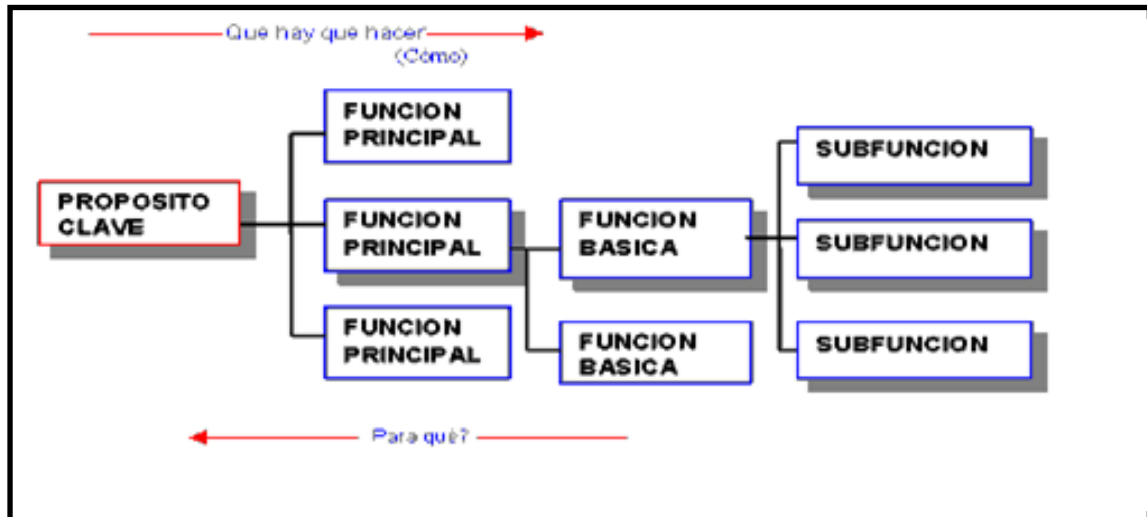 Que hay que hacer
(Cómo)
FUNCION
PRINCIPAL
PROPOSITO
CLAVE
FUNCION
PRINCIPAL
FUNCION
PRINCIPAL
FUNCION
BASICA
FUNCION
BASICA
SUBFUNCION
SUBFUNCION
SUBFUNCION
Para qué?